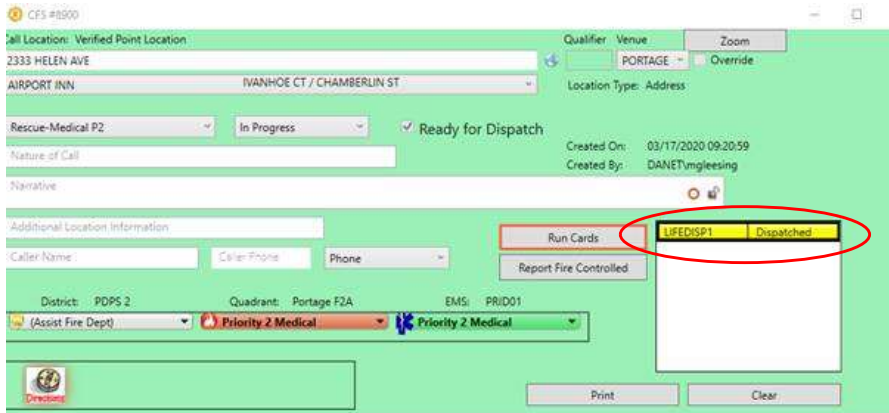 CFS #8900
Call Location: Verified Point Location
Qualifier Venue Zoom
2333 HELEN AVE
PORTAGE
Override
AIRPORT INN
IVANHOE CT / CHAMBERLIN ST
Location Type: Address
Rescue-Medical P2
In Progress
Ready for Dispatch
Created On: 03/17/2020 09:20:59
Nature of Call
Created By: DANET\mgleesing
Narrative
Additional Location Information
Run Cards
LIFEDISP1 Dispatched
Caller Name
Caller Phone
Phone
Report Fire Controlled
District: PDPS 2
Quadrant: Portage F2A
EMS: PRID01
(Assist Fire Dept)
Priority 2 Medical
Priority 2 Medical
Directions
Print
Clear